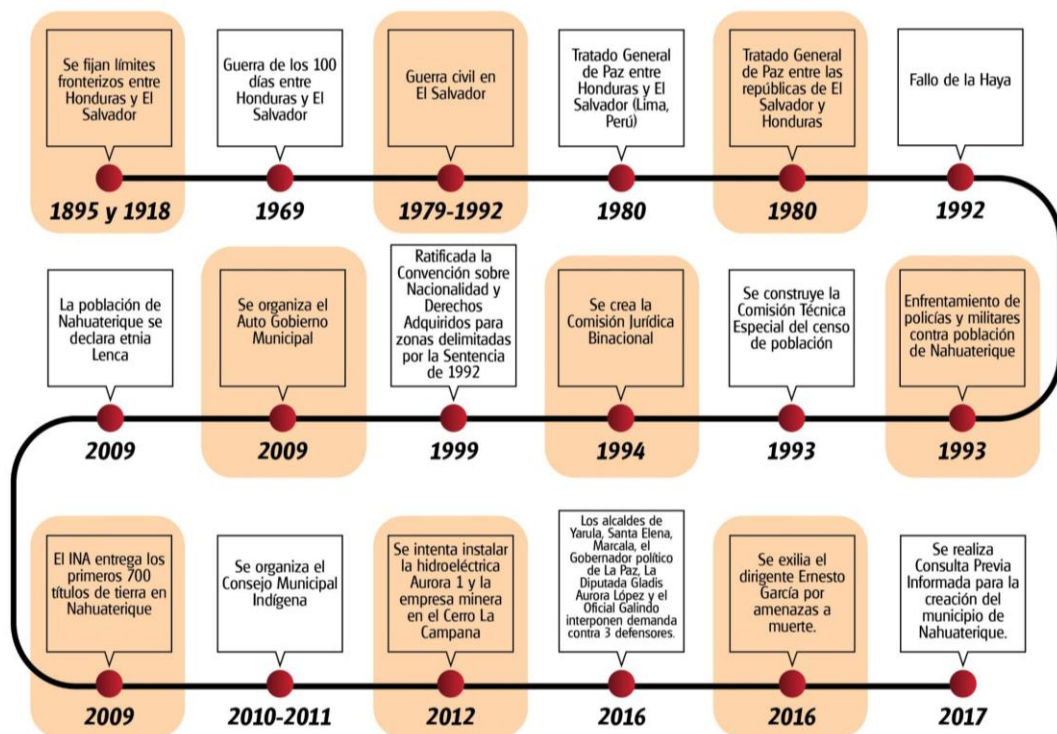 Se fijan límites
fronterizos entre
Honduras y El
Salvador
1895 y 1918
Guerra de los 100
días entre
Honduras y El
Salvador
1969
Guerra civil en
El Salvador
1979-1992
Tratado General
de Paz entre
Honduras y El
Salvador (Lima,
Perú)
1980
Tratado General
de Paz entre las
repúblicas de El
Salvador y
Honduras
1980
Fallo de la Haya
1992
Enfrentamiento de
policías y militares
contra población
de Nahuaterique
1993
Se construye la
Comisión Técnica
Especial del censo
de población
1993
Se crea la
Comisión Jurídica
Binacional
1994
Ratificada la
Convención sobre
Nacionalidad y
Derechos
Adquiridos para
zonas delimitadas
por la Sentencia
de 1992
1999
Se organiza el
Auto Gobierno
Municipal
2009
La población de
Nahuaterique se
declara etnia
Lenca
2009
El INA entrega los
primeros 700
títulos de tierra en
Nahuaterique
2009
Se organiza el
Consejo Municipal
Indígena
2010-2011
Se intenta instalar
la hidroeléctrica
Aurora 1 y la
empresa minera
en el Cerro La
Campana
2012
Los alcaldes de
Yarula, Santa Elena,
Marcala, el
Gobernador político
de La Paz, La
Diputada Gladis
Aurora López y el
Oficial Galindo
interponen demanda
contra 3 defensores.
2016
Se exilia el
dirigente Ernesto
García por
amenazas a
muerte.
2016
Se realiza
Consulta Previa
Informada para la
creación del
municipio de
Nahuaterique.
2017